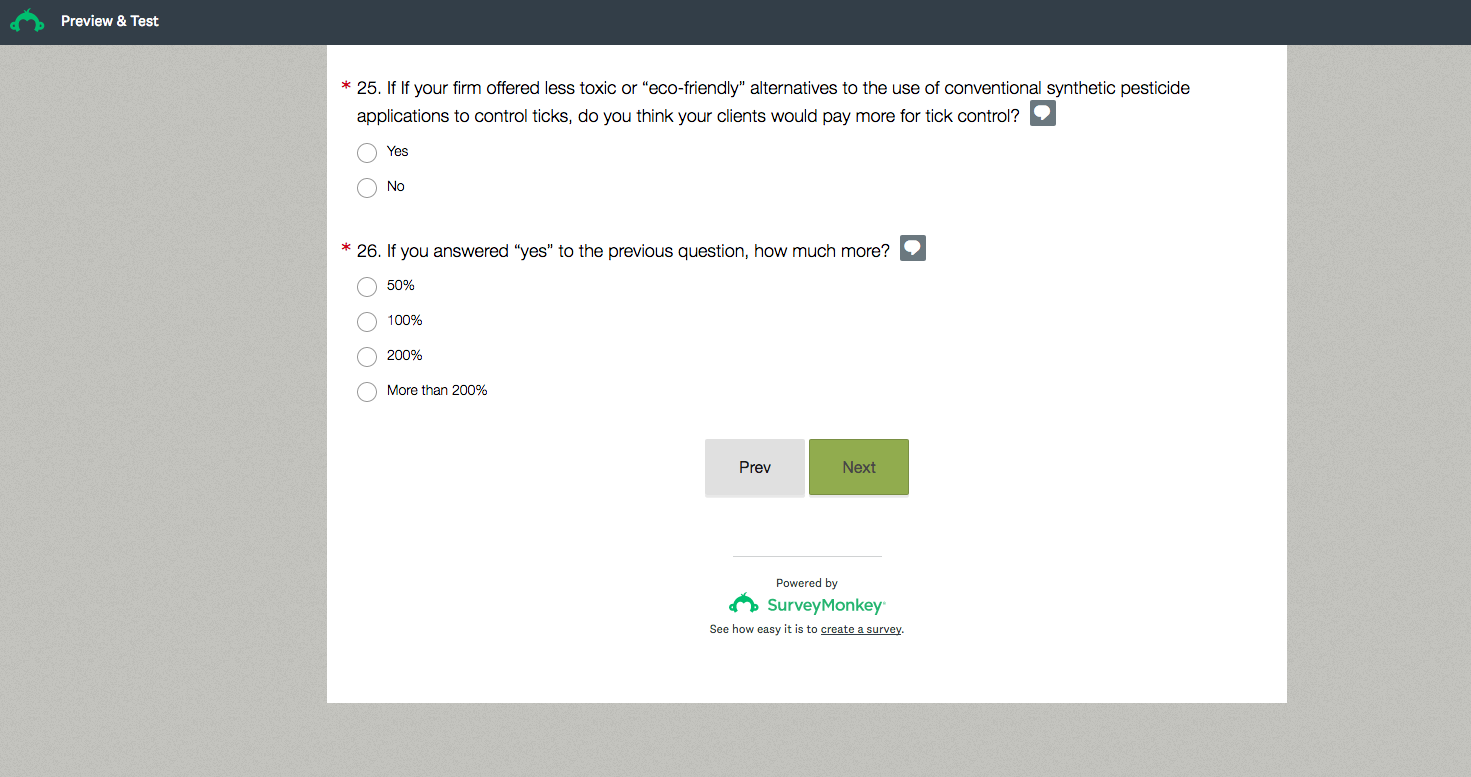 Preview & Test
* 25. If If your firm offered less toxic or “eco-friendly” alternatives to the use of conventional synthetic pesticide
applications to control ticks, do you think your clients would pay more for tick control?
Yes
No
* 26. If you answered “yes” to the previous question, how much more?
50%
100%
200%
More than 200%
Prev Next
Powered by
SurveyMonkey
See how easy it is to create a survey.